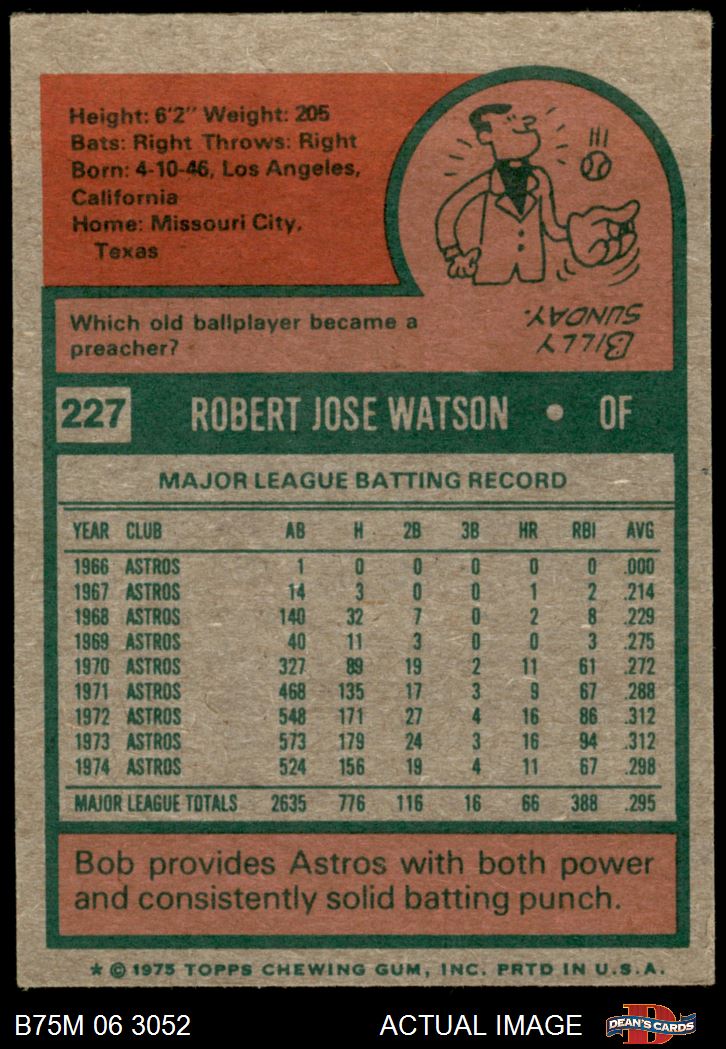 Height: 6'2" Weight: 205
Bats: Right Throws: Right
Born: 4-10-46, Los Angeles,
California
Home: Missouri City,
Texas
Which old ballplayer became a
preacher?
BILLY
SUNDAY.
227 ROBERT JOSE WATSON • OF
MAJOR LEAGUE BATTING RECORD
YEAR CLUB AB H 2B 3B HR RBI AVG
1966 ASTROS 1 0 0 0 0 0 .000
1967 ASTROS 14 3 0 0 1 2 .214
1968 ASTROS 140 32 7 0 2 8 .229
1969 ASTROS 40 11 3 0 0 3 .275
1970 ASTROS 327 89 19 2 11 61 .272
1971 ASTROS 468 135 17 3 9 67 .288
1972 ASTROS 548 171 27 4 16 86 .312
1973 ASTROS 573 179 24 3 16 94 .312
1974 ASTROS 524 156 19 4 11 67 .298
MAJOR LEAGUE TOTALS 2635 776 116 16 66 388 .295
Bob provides Astros with both power
and consistently solid batting punch.
* © 1975 TOPPS CHEWING GUM, INC. PRTD IN U.S.A.
B75M 06 3052 ACTUAL IMAGE
D
DEAN'S CARDS